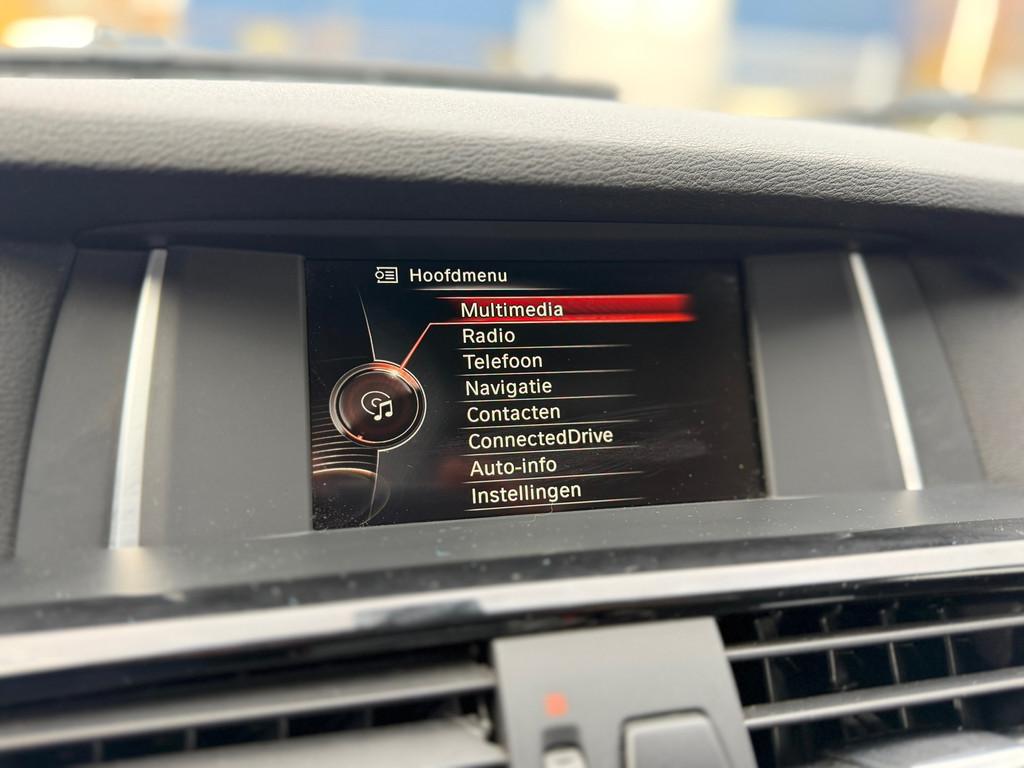 Hoofdmenu
Multimedia
Radio
Telefoon
Navigatie
Contacten
ConnectedDrive
Auto-info
Instellingen